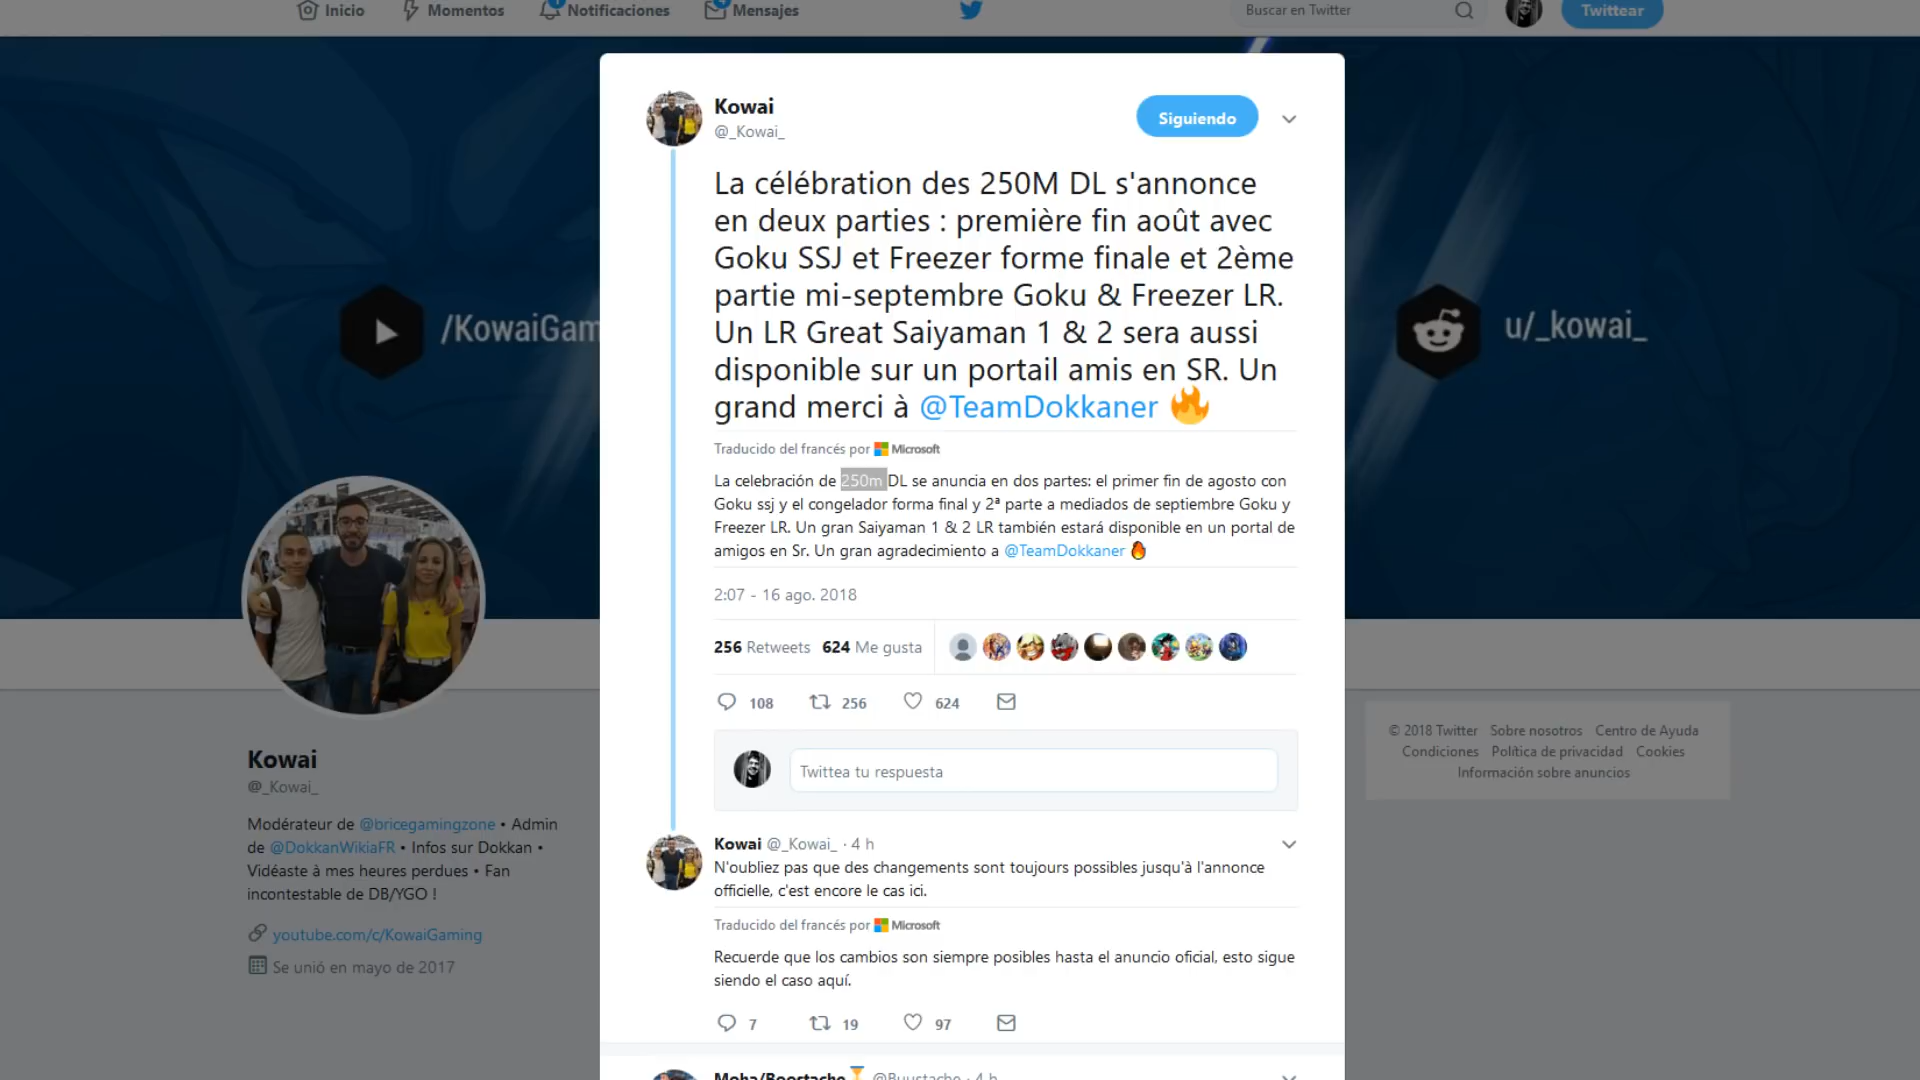 Inicio
Momentos
Notificaciones
Mensajes
Buscar en Twitter
Twittear
/KowaiGam
u/_kowai_
Kowai
@_Kowai_
Siguiendo
La célébration des 250M DL s'annonce
en deux parties : première fin août avec
Goku SSJ et Freezer forme finale et 2ème
partie mi-septembre Goku & Freezer LR.
Un LR Great Saiyaman 1 & 2 sera aussi
disponible sur un portail amis en SR. Un
grand merci à @TeamDokkaner 🔥
Traducido del francés por Microsoft
La celebración de 250m DL se anuncia en dos partes: el primer fin de agosto con
Goku ssj y el congelador forma final y 2ª parte a mediados de septiembre Goku y
Freezer LR. Un gran Saiyaman 1 & 2 LR también estará disponible en un portal de
amigos en Sr. Un gran agradecimiento a @TeamDokkaner 🔥
2:07 - 16 ago. 2018
256 Retweets 624 Me gusta
108 256 624
Twittea tu respuesta
Kowai @_Kowai_ · 4 h
N'oubliez pas que des changements sont toujours possibles jusqu'à l'annonce
officielle, c'est encore le cas ici.
Traducido del francés por Microsoft
Recuerde que los cambios son siempre posibles hasta el anuncio oficial, esto sigue
siendo el caso aquí.
7 19 97
Moha/Boostache @Buustache · 4 h
Kowai
@_Kowai_
Modérateur de @bricegamingzone • Admin
de @DokkanWikiaFR • Infos sur Dokkan •
Vidéaste à mes heures perdues • Fan
incontestable de DB/YGO !
youtube.com/c/KowaiGaming
Se unió en mayo de 2017
© 2018 Twitter Sobre nosotros Centro de Ayuda
Condiciones Política de privacidad Cookies
Información sobre anuncios